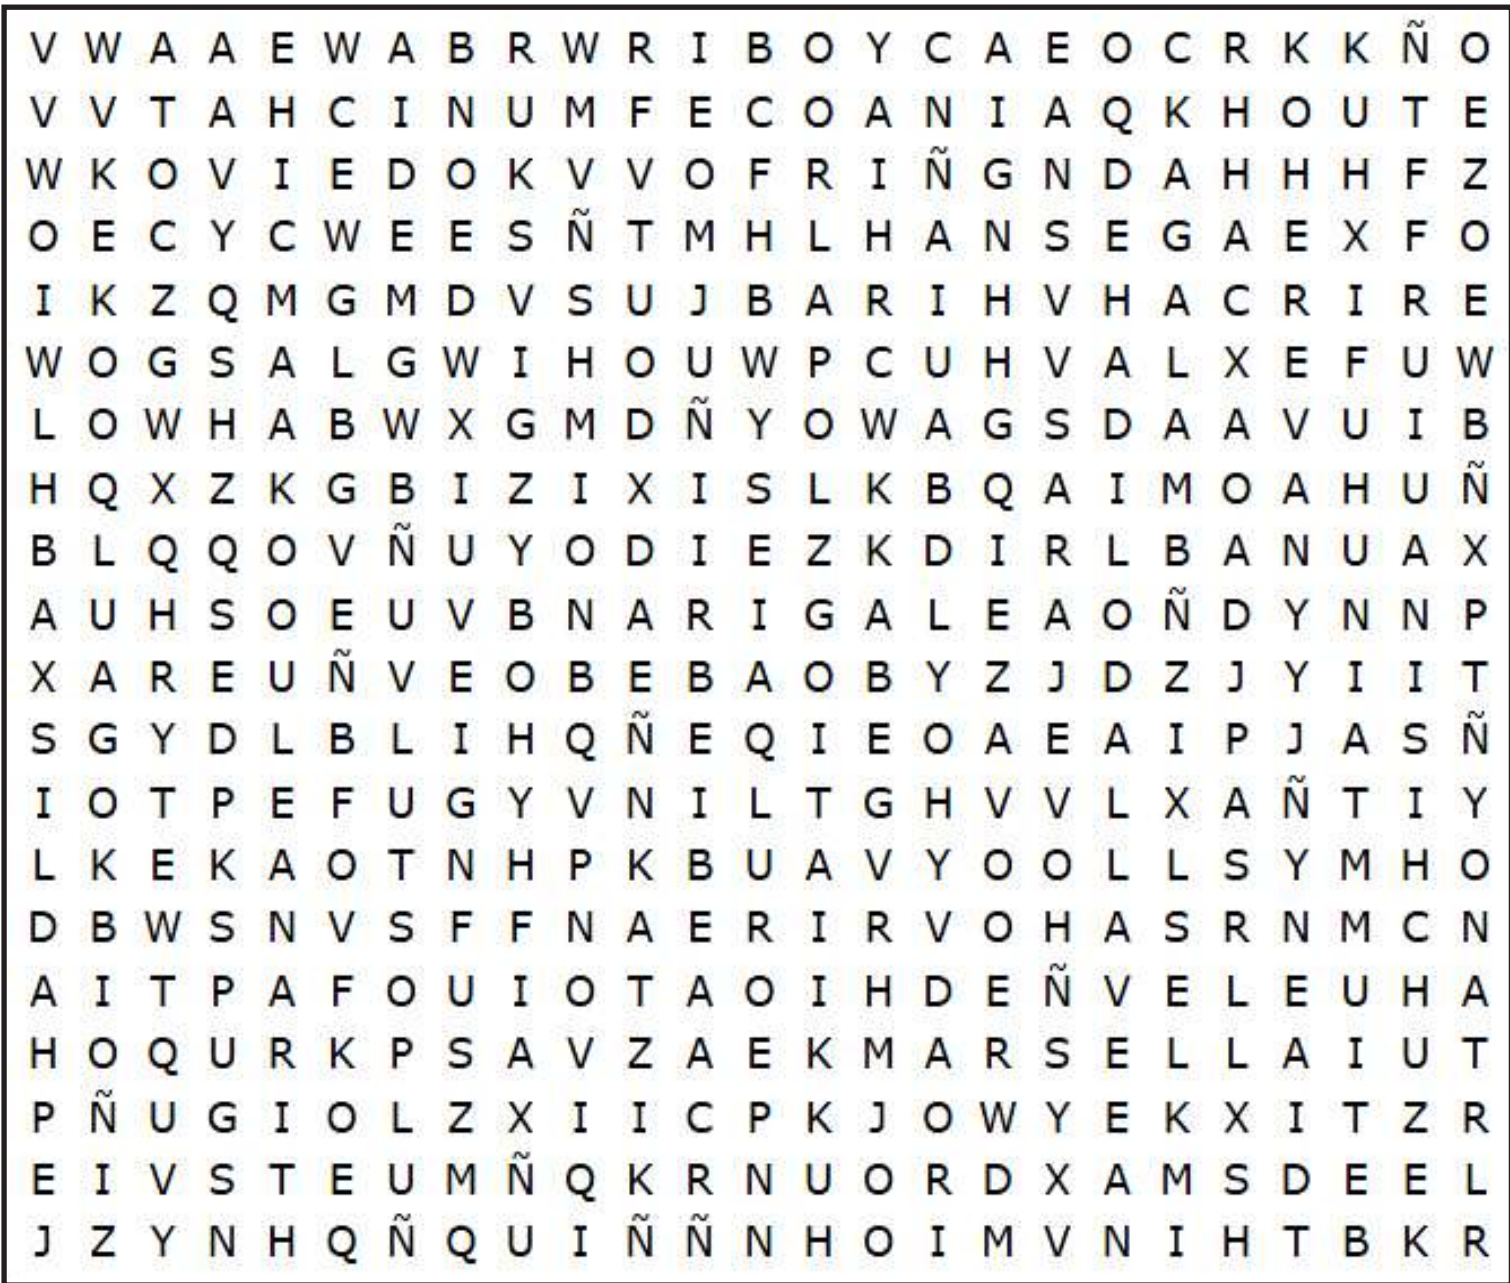 V W A A E W A B R W R I B O Y C A E O C R K K Ñ O
V V T A H C I N U M F E C O A N I A Q K H O U T E
W K O V I E D O K V V O F R I Ñ G N D A H H H F Z
O E C Y C W E E S Ñ T M H L H A N S E G A E X F O
I K Z Q M G M D V S U J B A R I H V H A C R I R E
W O G S A L G W I H O U W P C U H V A L X E F U W
L O W H A B W X G M D Ñ Y O W A G S D A A V U I B
H Q X Z K G B I Z I X I S L K B Q A I M O A H U Ñ
B L Q Q O V Ñ U Y O D I E Z K D I R L B A N U A X
A U H S O E U V B N A R I G A L E A O Ñ D Y N N P
X A R E U Ñ V E O B E B A O B Y Z J D Z J Y I I T
S G Y D L B L I H Q Ñ E Q I E O A E A I P J A S Ñ
I O T P E F U G Y V N I L T G H V V L X A Ñ T I Y
L K E K A O T N H P K B U A V Y O O L L S Y M H O
D B W S N V S F F N A E R I R V O H A S R N M C N
A I T P A F O U I O T A O I H D E Ñ V E L E U H A
H O Q U R K P S A V Z A E K M A R S E L L A I U T
P Ñ U G I O L Z X I I C P K J O W Y E K X I T Z R
E I V S T E U M Ñ Q K R N U O R D X A M S D E E L
J Z Y N H Q Ñ Q U I Ñ Ñ N H O I M V N I H T B K R